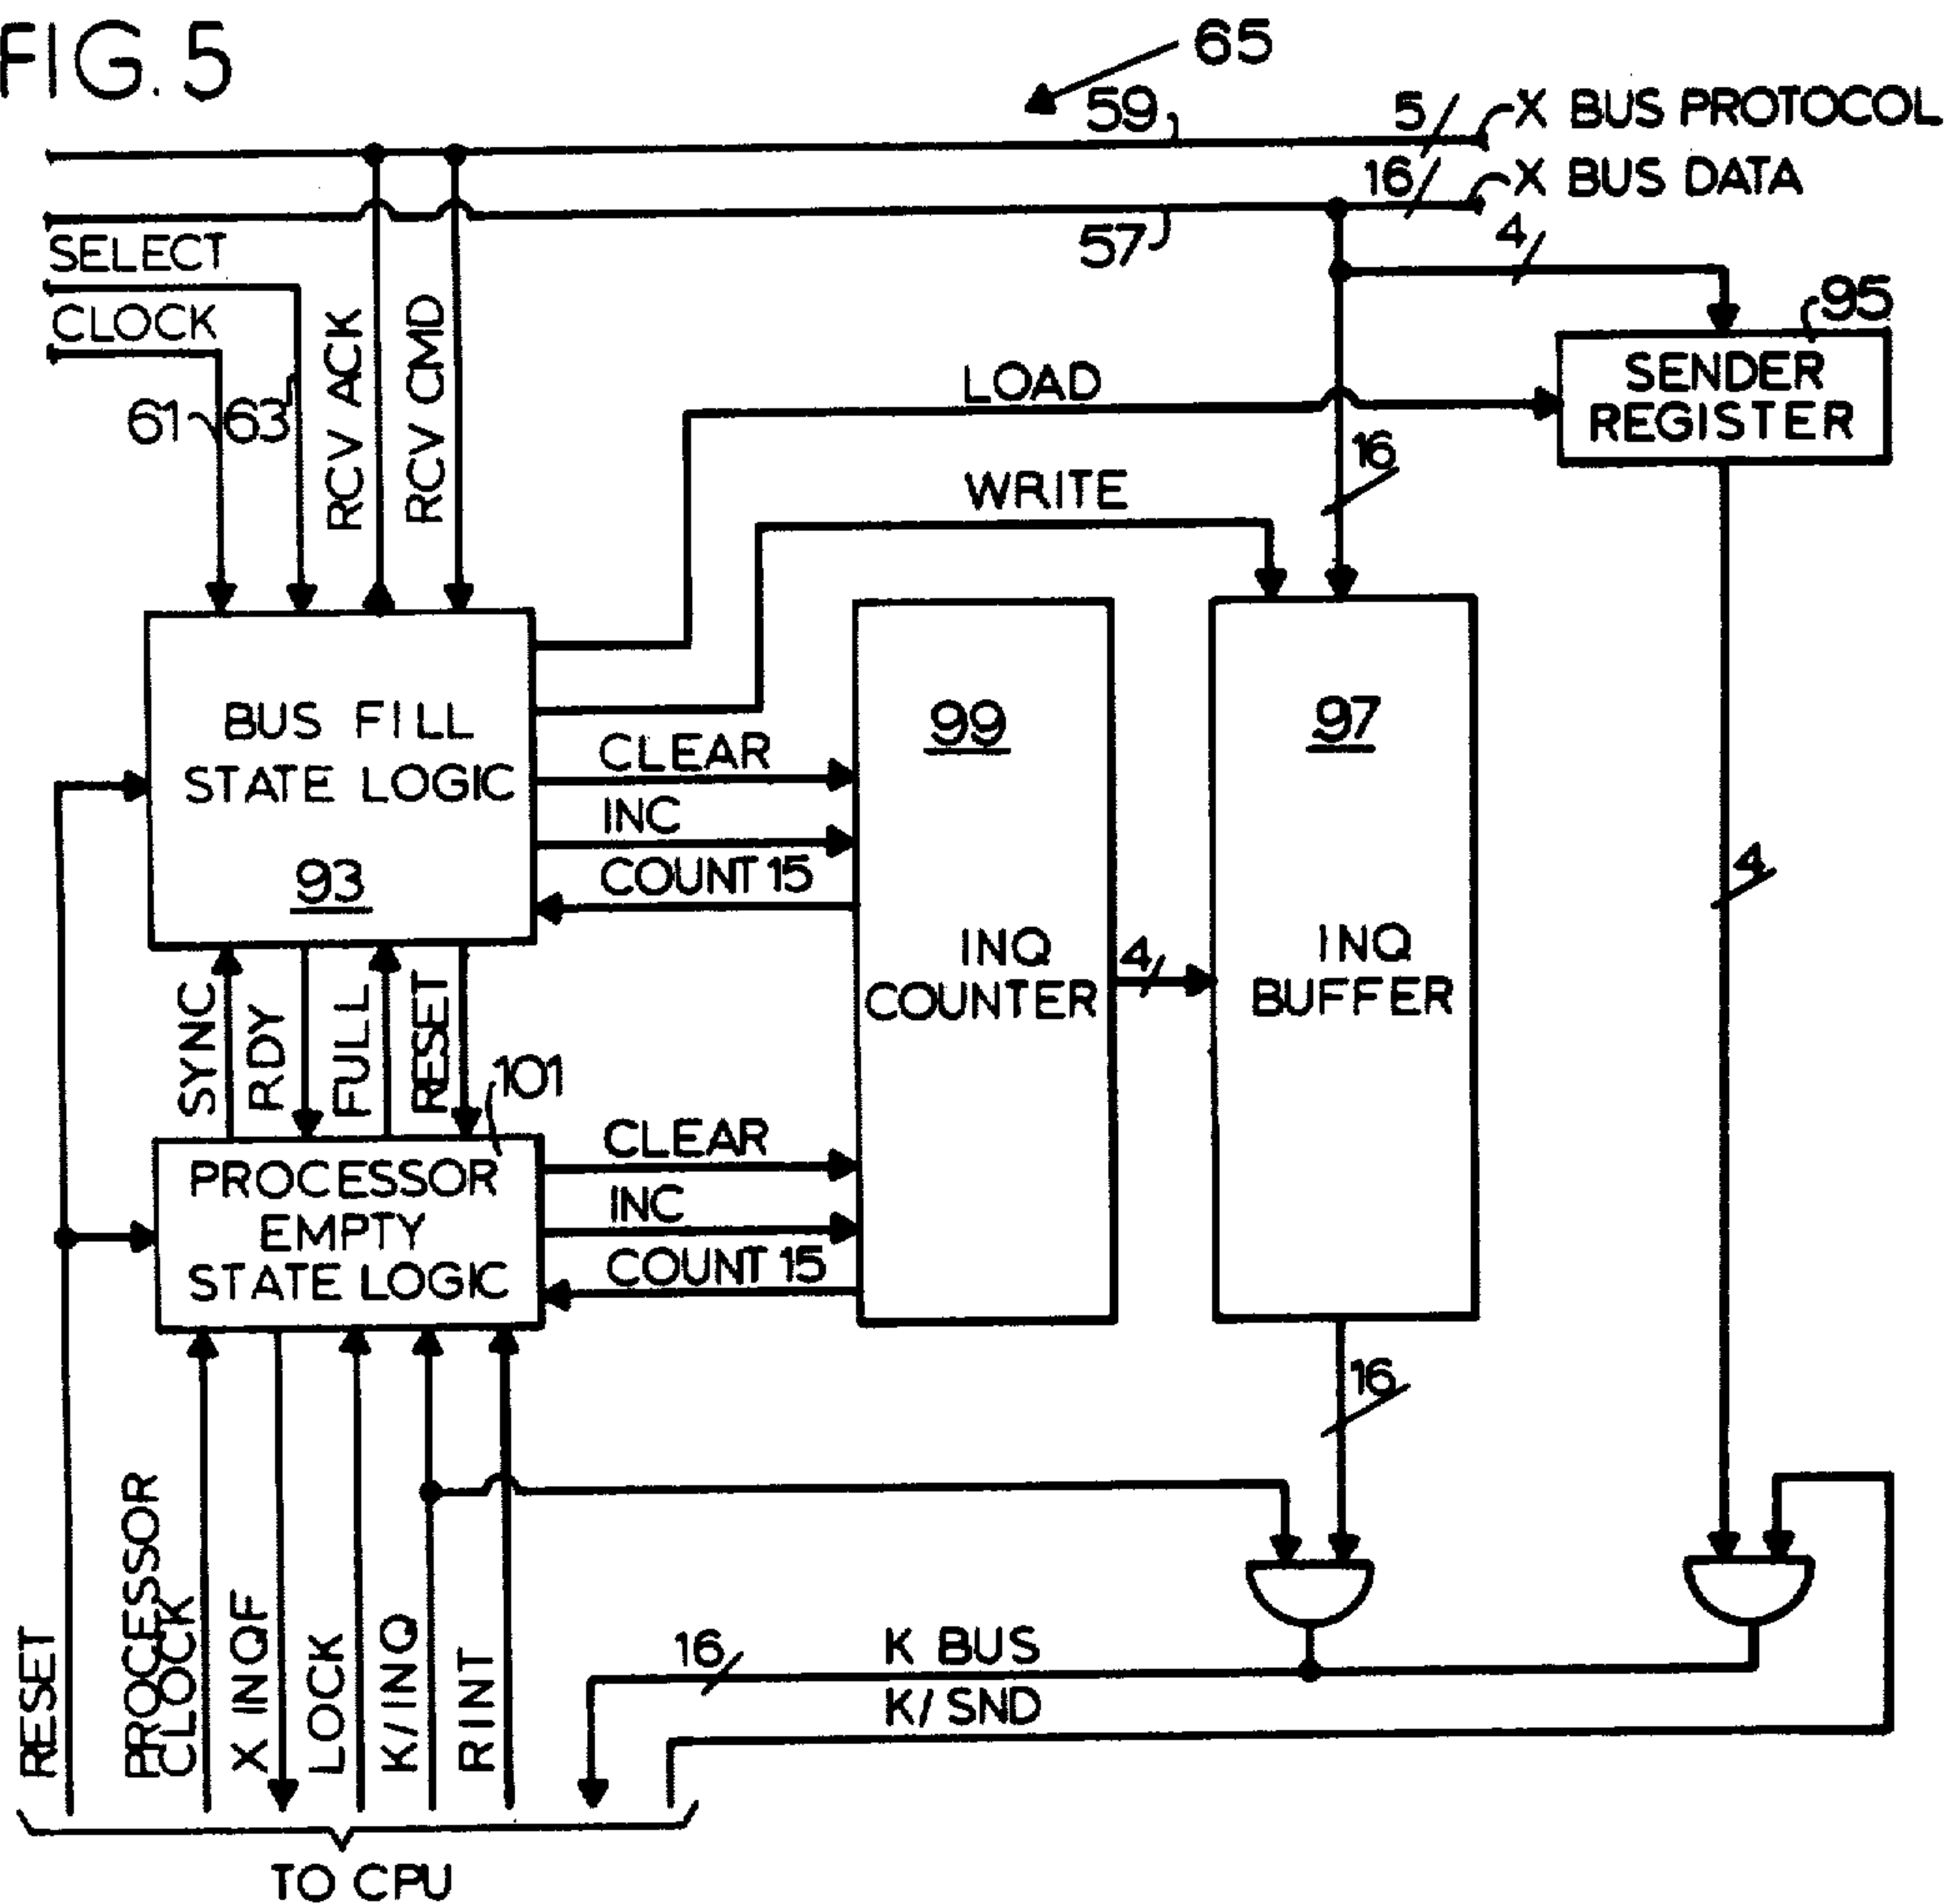 FIG. 5
65
59
5
X BUS PROTOCOL
16
X BUS DATA
57
4
SELECT
CLOCK
61
63
RCV ACK
RCV CMD
95
SENDER
REGISTER
LOAD
16
WRITE
BUS FILL
STATE LOGIC
93
CLEAR
INC
COUNT 15
99
INQ
COUNTER
4
97
INQ
BUFFER
4
SYNC
RDY
FULL
RESET
101
PROCESSOR
EMPTY
STATE LOGIC
CLEAR
INC
COUNT 15
16
RESET
PROCESSOR
CLOCK
X INQF
LOCK
K/INQ
RINT
16
K BUS
K/SND
TO CPU